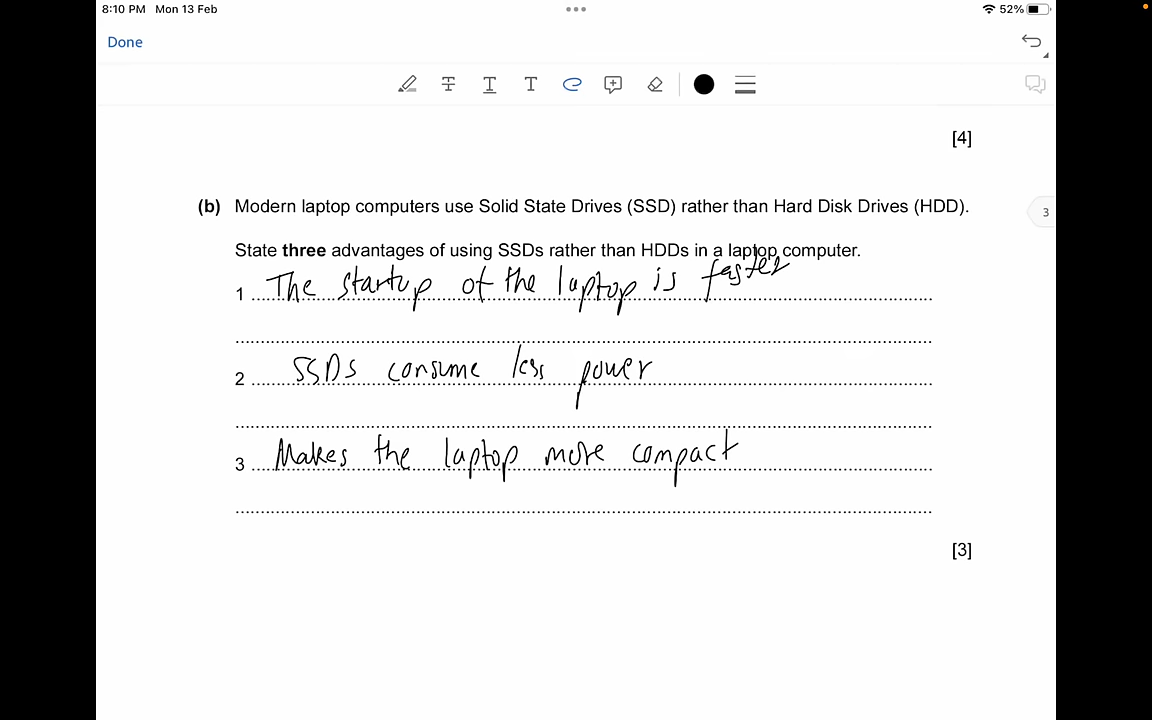 8:10 PM Mon 13 Feb
52%
Done
T T T
[4]
(b) Modern laptop computers use Solid State Drives (SSD) rather than Hard Disk Drives (HDD).
3
State three advantages of using SSDs rather than HDDs in a laptop computer.
1 The startup of the laptop is faster
2 SSDs consume less power
3 Makes the laptop more compact
[3]